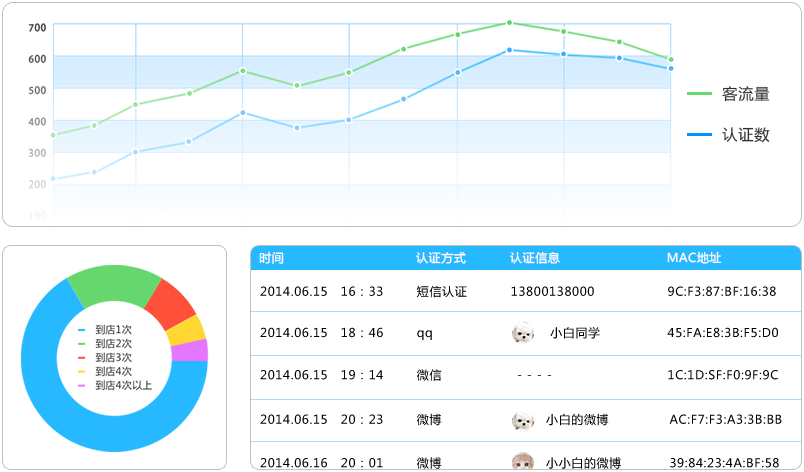 700
600
500
400
300
200
100
客流量
认证数
到店1次
到店2次
到店3次
到店4次
到店4次以上
时间 认证方式 认证信息 MAC地址
2014.06.15 16：33 短信认证 13800138000 9C:F3:87:BF:16:38
2014.06.15 18：46 qq 小白同学 45:FA:E8:3B:F5:D0
2014.06.15 19：14 微信 - - - - 1C:1D:SF:F0:9F:9C
2014.06.15 20：23 微博 小白的微博 AC:F7:F3:A3:3B:BB
2014.06.16 20：01 微博 小小白的微博 39:84:23:4A:BF:58